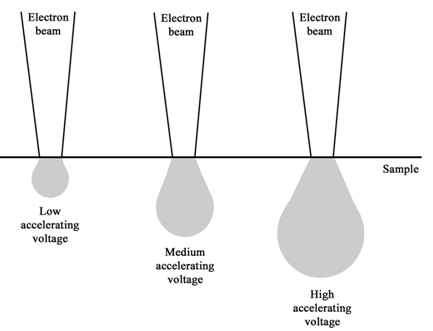 Electron
beam
Electron
beam
Electron
beam
Sample
Low
accelerating
voltage
Medium
accelerating
voltage
High
accelerating
voltage